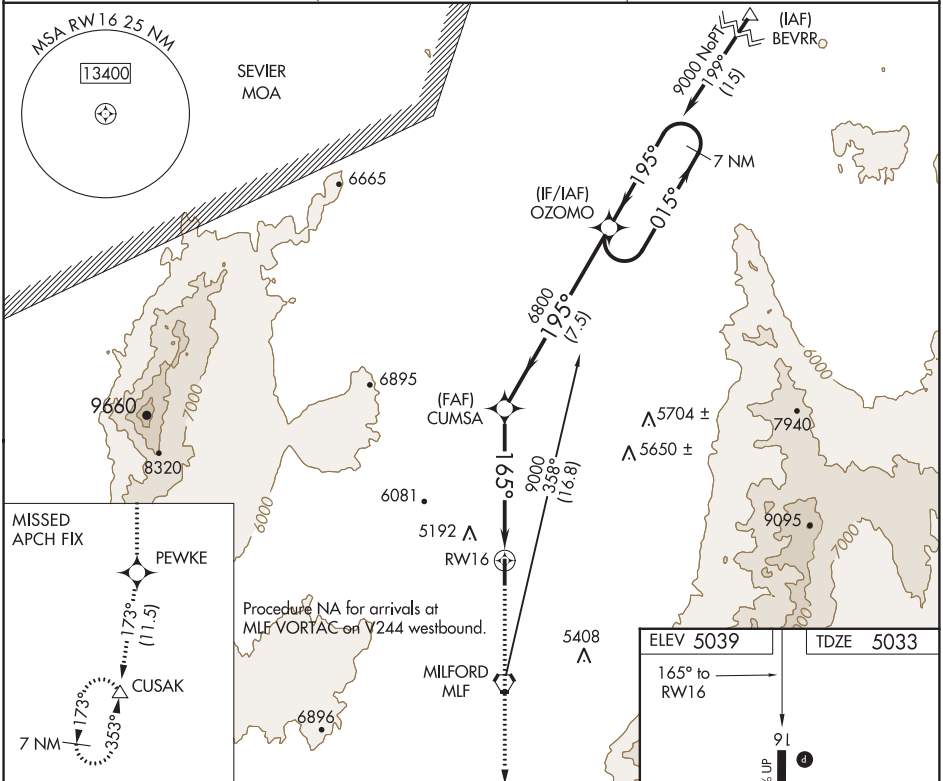 MSA RW 16 25 NM
13400
SEVIER
MOA
(IAF)
BEVRR
9000 NoPT
199°
(15)
6665
195°
7 NM
015°
(IF/IAF)
OZOMO
6800
195°
(7.5)
6000
6895
7000
9660
8320
(FAF)
CUMSA
5704 ±
5650 ±
7940
165°
9000
358°
(16.8)
6000
6081
5192
RW16
9095
7000
MISSED
APCH FIX
PEWKE
173°
(11.5)
CUSAK
173°
353°
7 NM
Procedure NA for arrivals at
MLF VORTAC on V244 westbound.
5408
MILFORD
MLF
6896
ELEV 5039
TDZE 5033
165° to
RW16
16
UP
P